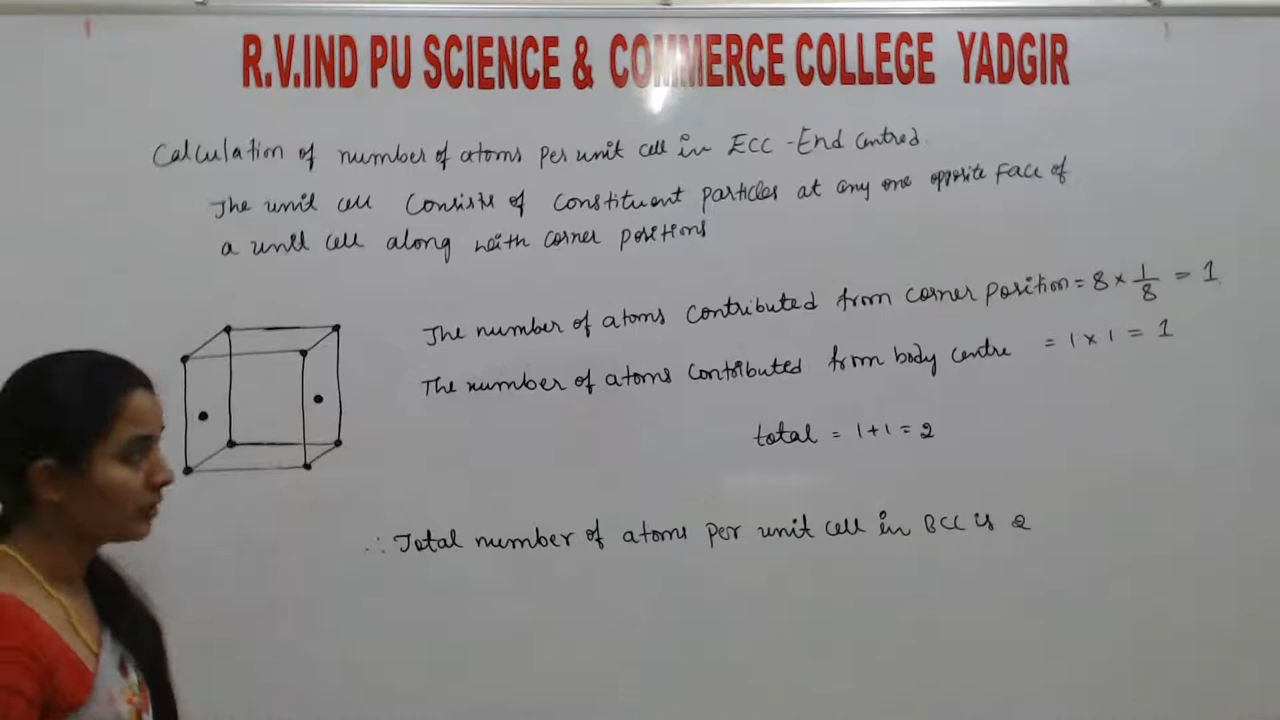 R.V.IND PU SCIENCE & COMMERCE COLLEGE YADGIR
Calculation of number of atoms per unit cell in ECC - End centred.
The unit cell consists of constituent particles at any one opposite face of
a unit cell along with corner positions
The number of atoms contributed from corner position = 8 × 1/8 = 1
The number of atoms contributed from body centre = 1 × 1 = 1
total = 1 + 1 = 2
∴ Total number of atoms per unit cell in BCC is 2